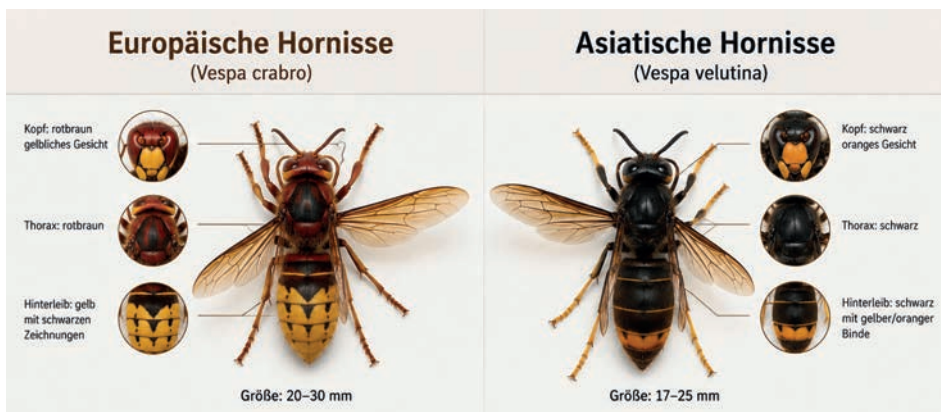 Europäische Hornisse
(Vespa crabro)
Kopf: rotbraun
gelbliches Gesicht
Thorax: rotbraun
Hinterleib: gelb
mit schwarzen
Zeichnungen
Größe: 20–30 mm
Asiatische Hornisse
(Vespa velutina)
Kopf: schwarz
oranges Gesicht
Thorax: schwarz
Hinterleib: schwarz
mit gelber/oranger
Binde
Größe: 17–25 mm